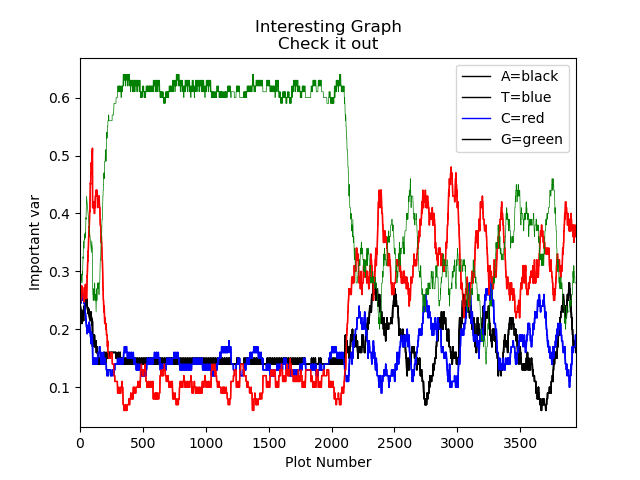 Interesting Graph
Check it out
A=black
T=blue
C=red
G=green
Important var
0.6
0.5
0.4
0.3
0.2
0.1
0 500 1000 1500 2000 2500 3000 3500
Plot Number